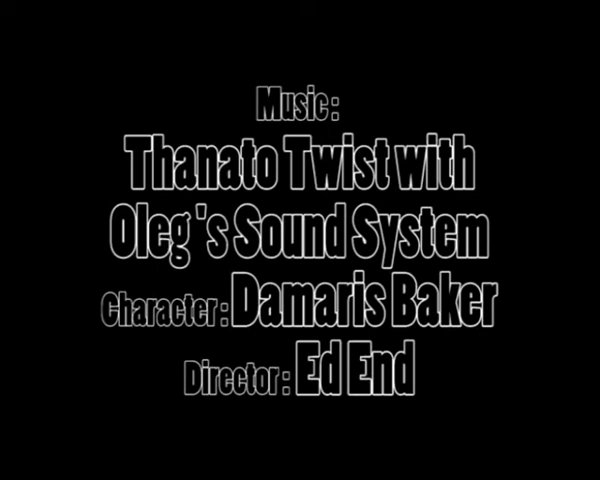 Music:
Thanato Twist with
Oleg 's Sound System
Character: Damaris Baker
Director: Ed End